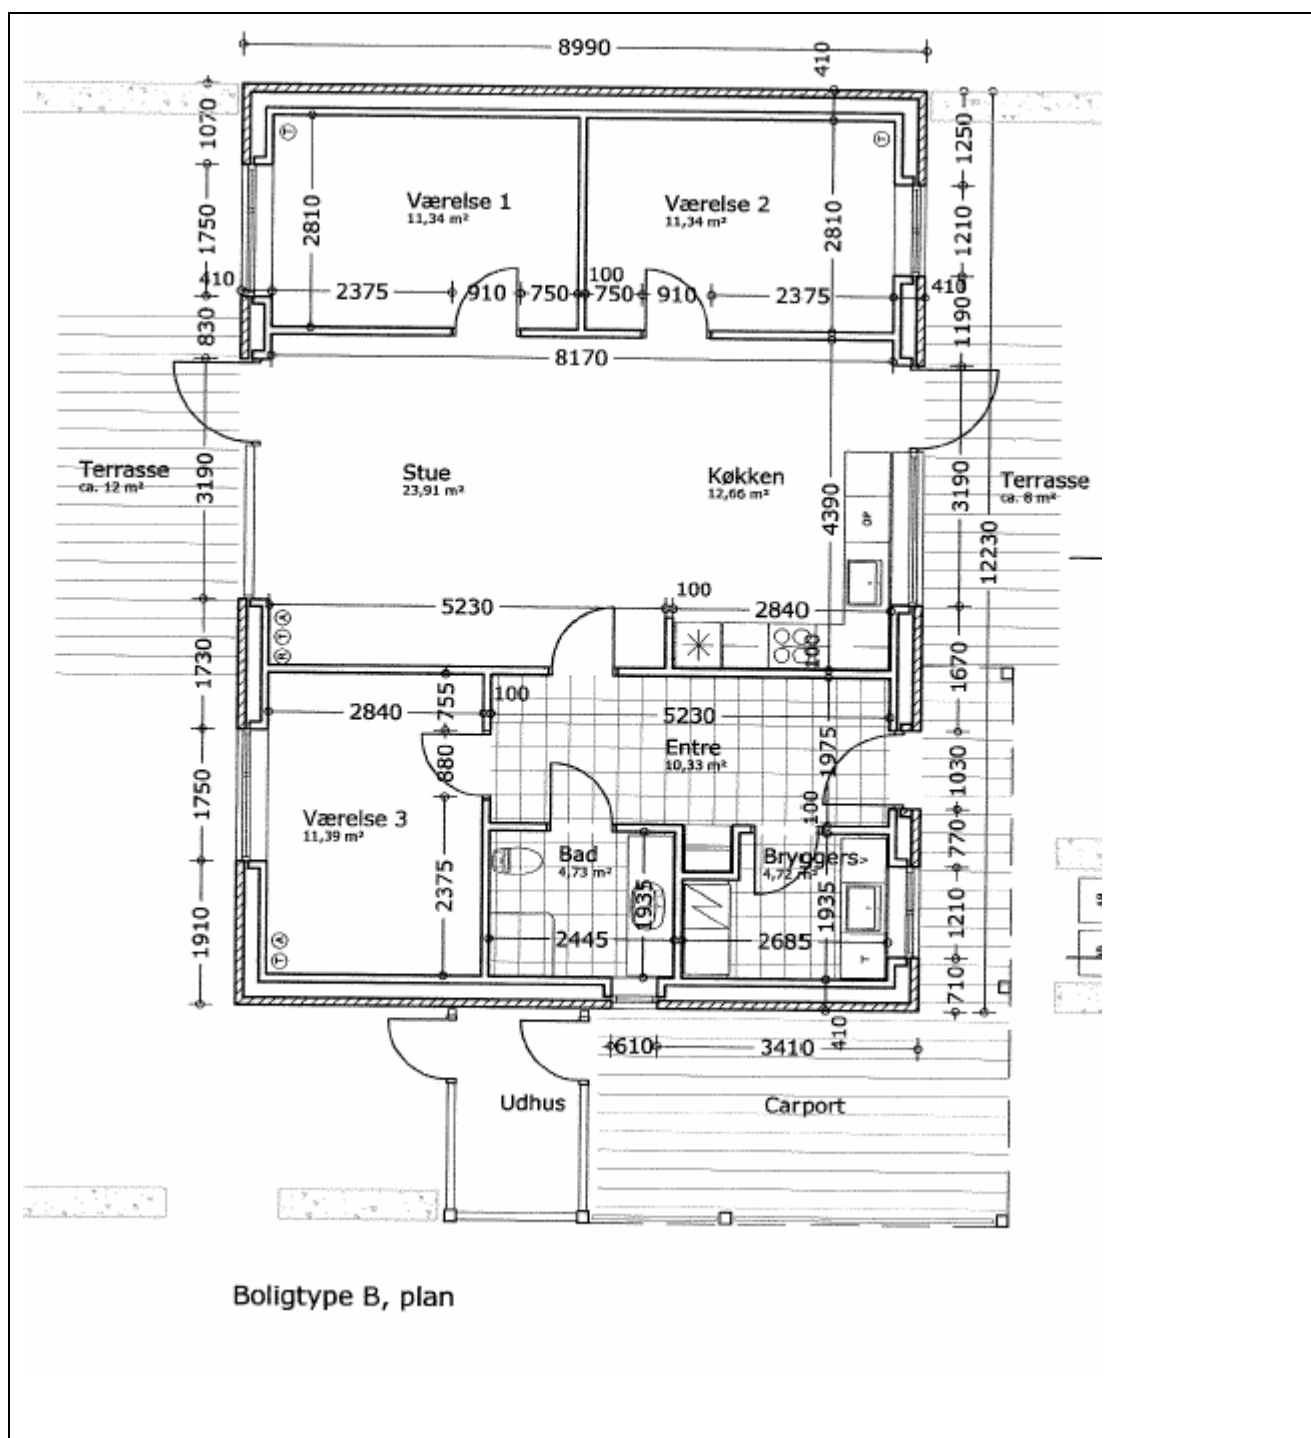 8990
410
1070
1250
Værelse 1
11,34 m²
Værelse 2
11,34 m²
2810
2810
1750
1210
410
2375
910
750
100
750
910
2375
410
830
1190
8170
Terrasse
ca. 12 m²
3190
Stue
23,91 m²
Køkken
12,66 m²
4390
OP
3190
Terrasse
ca. 8 m²
12230
5230
100
2840
100
R
T
A
1730
1670
2840
755
100
5230
Entre
10,33 m²
1975
880
1030
1750
Værelse 3
11,39 m²
100
770
Bad
4,73 m²
Bryggers
4,72 m²
2375
1935
1935
1910
2445
2685
1210
T
A
T
710
410
610
3410
Udhus
Carport
Boligtype B, plan